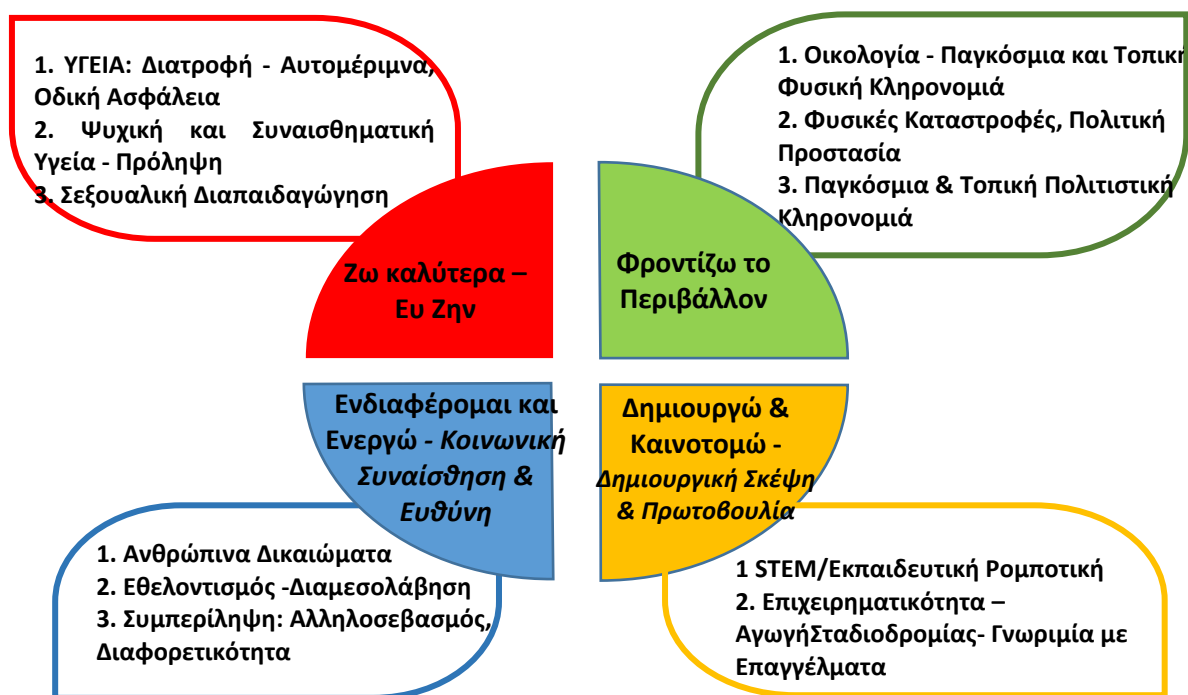 1. ΥΓΕΙΑ: Διατροφή - Αυτομέριμνα,
Οδική Ασφάλεια
2. Ψυχική και Συναισθηματική
Υγεία - Πρόληψη
3. Σεξουαλική Διαπαιδαγώγηση
1. Οικολογία - Παγκόσμια και Τοπική
Φυσική Κληρονομιά
2. Φυσικές Καταστροφές, Πολιτική
Προστασία
3. Παγκόσμια & Τοπική Πολιτιστική
Κληρονομιά
Ζω καλύτερα –
Ευ Ζην
Φροντίζω το
Περιβάλλον
Ενδιαφέρομαι και
Ενεργώ - Κοινωνική
Συναίσθηση &
Ευθύνη
Δημιουργώ &
Καινοτομώ -
Δημιουργική Σκέψη
& Πρωτοβουλία
1. Ανθρώπινα Δικαιώματα
2. Εθελοντισμός -Διαμεσολάβηση
3. Συμπερίληψη: Αλληλοσεβασμός,
Διαφορετικότητα
1 STEM/Εκπαιδευτική Ρομποτική
2. Επιχειρηματικότητα –
ΑγωγήΣταδιοδρομίας- Γνωριμία με
Επαγγέλματα